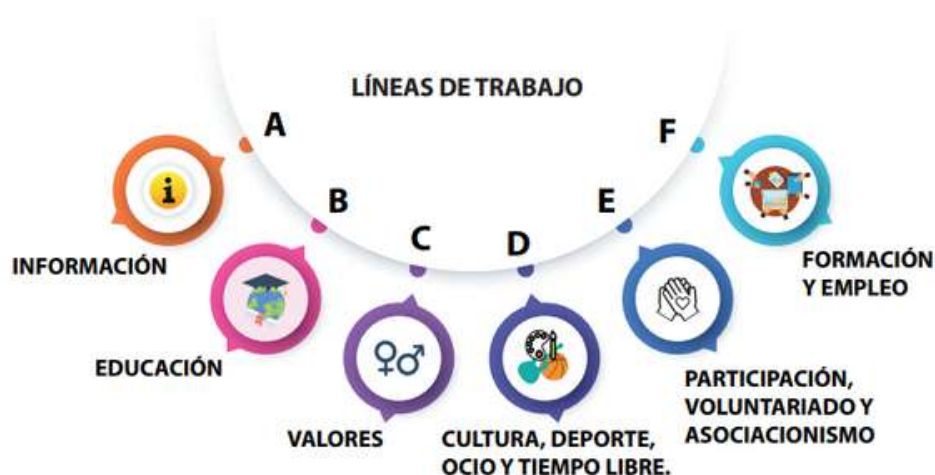 LÍNEAS DE TRABAJO
A
INFORMACIÓN
B
EDUCACIÓN
C
VALORES
D
CULTURA, DEPORTE,
OCIO Y TIEMPO LIBRE.
E
PARTICIPACIÓN,
VOLUNTARIADO Y
ASOCIACIONISMO
F
FORMACIÓN
Y EMPLEO